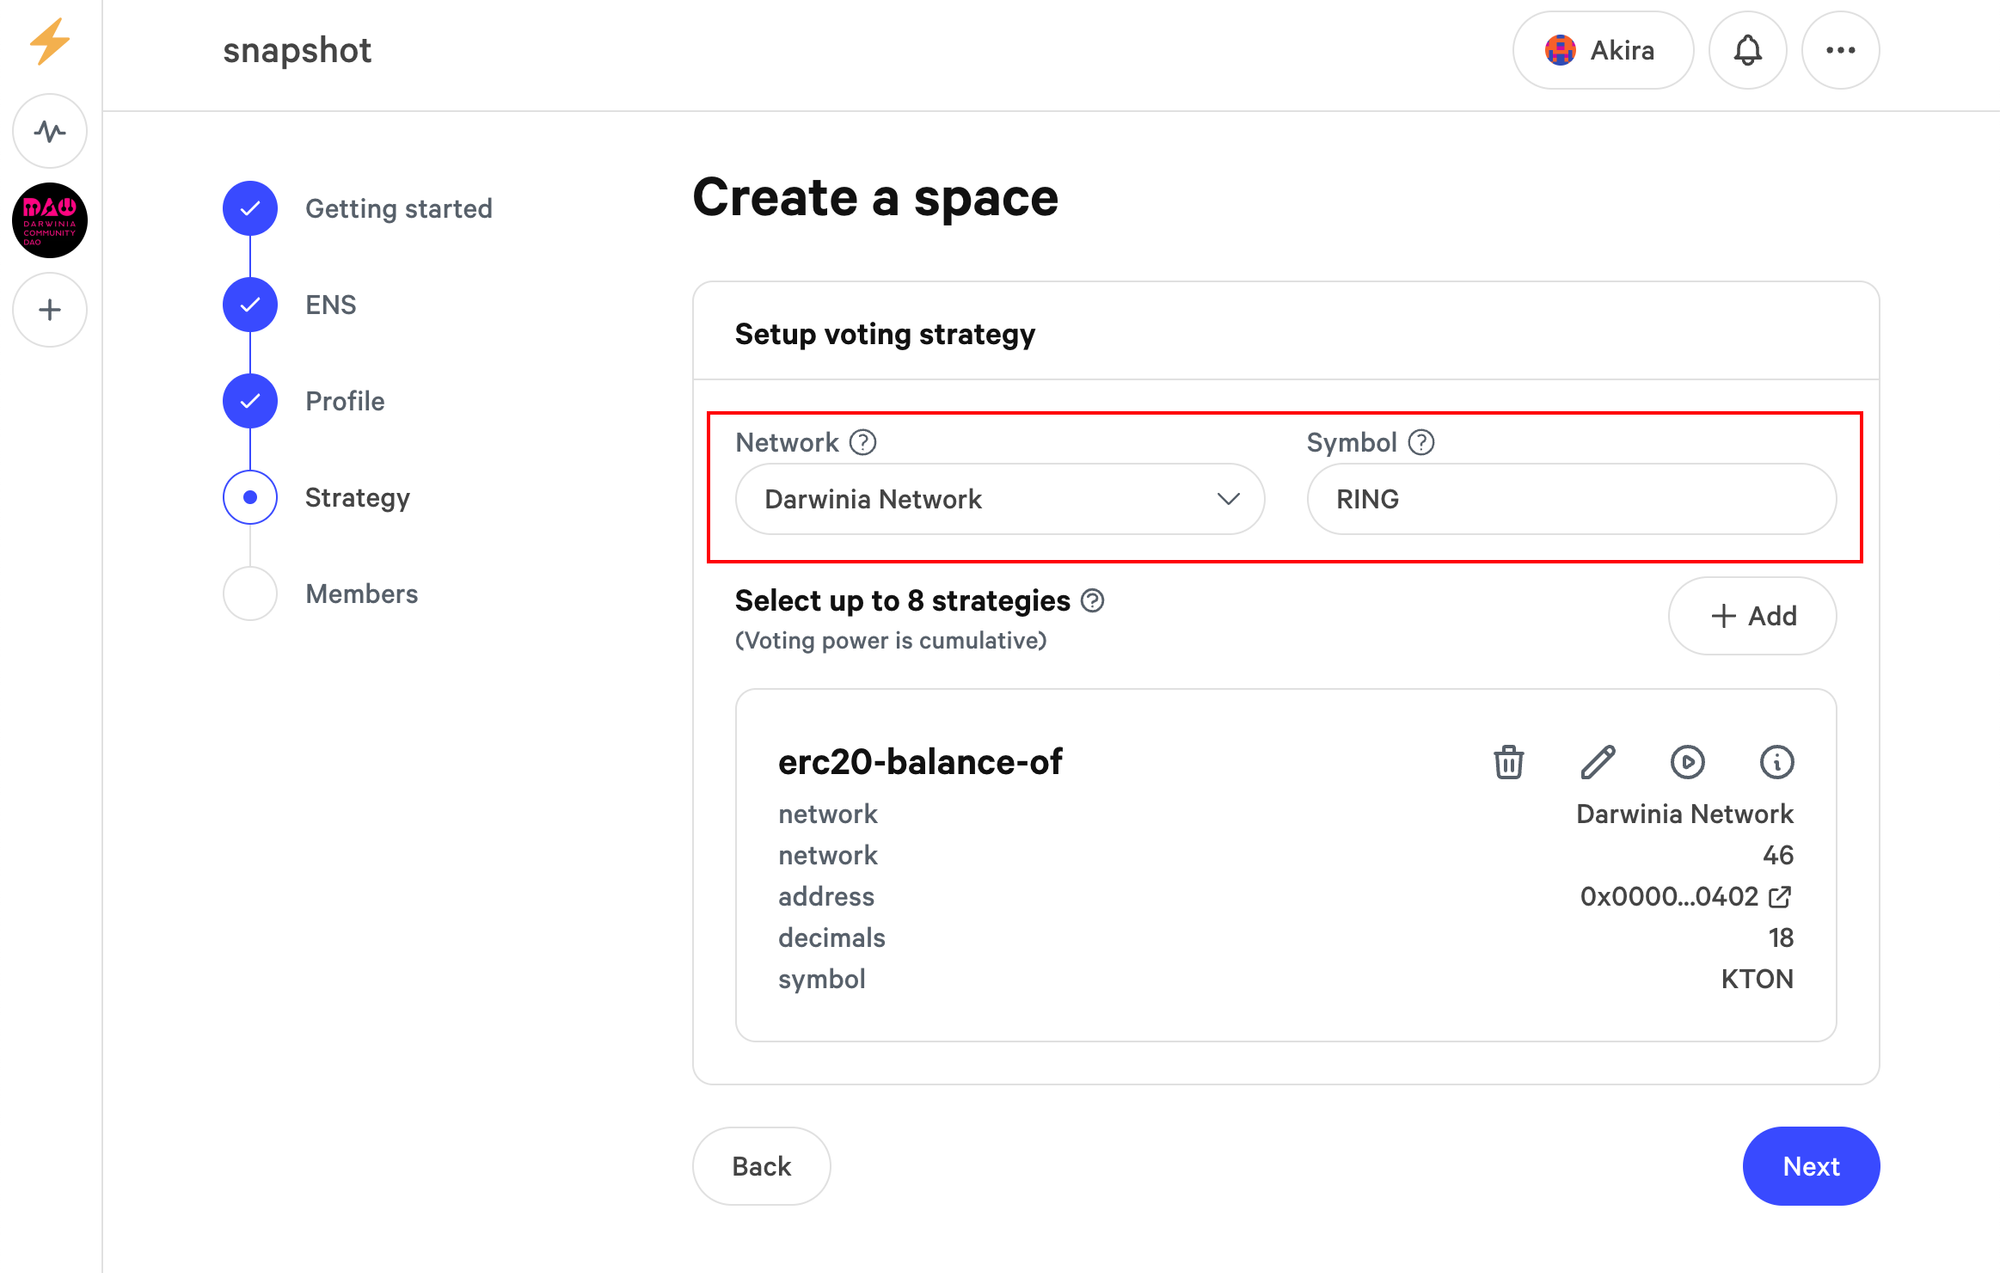 snapshot
Akira
DARWINIA
COMMUNITY
DAO
Getting started
ENS
Profile
Strategy
Members
Create a space
Setup voting strategy
Network
Symbol
Darwinia Network
RING
Select up to 8 strategies
(Voting power is cumulative)
+ Add
erc20-balance-of
network Darwinia Network
network 46
address 0x0000...0402
decimals 18
symbol KTON
Back
Next